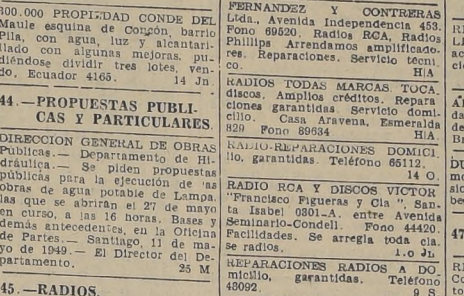 300.000 PROPIEDAD CONDE DEL
Maule esquina de Congón, barrio
Pila, con agua, luz y alcantari-
llado con algunas mejoras, pu-
diéndose dividir tres lotes, ven-
do. Ecuador 4165. 14 Jn.
44.—PROPUESTAS PUBLI-
CAS Y PARTICULARES.
DIRECCION GENERAL DE OBRAS
Públicas.— Departamento de Hi-
dráulica.— Se piden propuestas
públicas para la ejecución de las
obras de agua potable de Lampa,
las que se abrirán el 27 de mayo
en curso, a las 16 horas. Bases y
demás antecedentes, en la Oficina
de Partes.— Santiago, 11 de ma-
yo de 1949.— El Director del De-
partamento. 25 M
45.—RADIOS.
FERNANDEZ Y CONTRERAS
Ltda., Avenida Independencia 453.
Fono 69520. Radios RCA, Radios
Phillips Arrendamos amplificado-
res. Reparaciones. Servicio técni-
co. H|A
RADIOS TODAS MARCAS TOCA-
discos, Amplios créditos. Repara
ciones garantidas. Servicio domi-
cilio. Casa Aravena, Esmeralda
829 Fono 89634 H|A
RADIO-REPARACIONES DOMICI
lio, garantidas. Teléfono 65112.
14 O.
RADIO RCA Y DISCOS VICTOR
"Francisco Figueras y Cía ", San-
ta Isabel 0301-A. entre Avenida
Seminario-Condell. Fono 44420
Facilidades. Se arregla toda cla-
se radios. 1.o Jl.
REPARACIONES RADIOS A DO-
micilio, garantidas. Teléfono
48092. 9 S